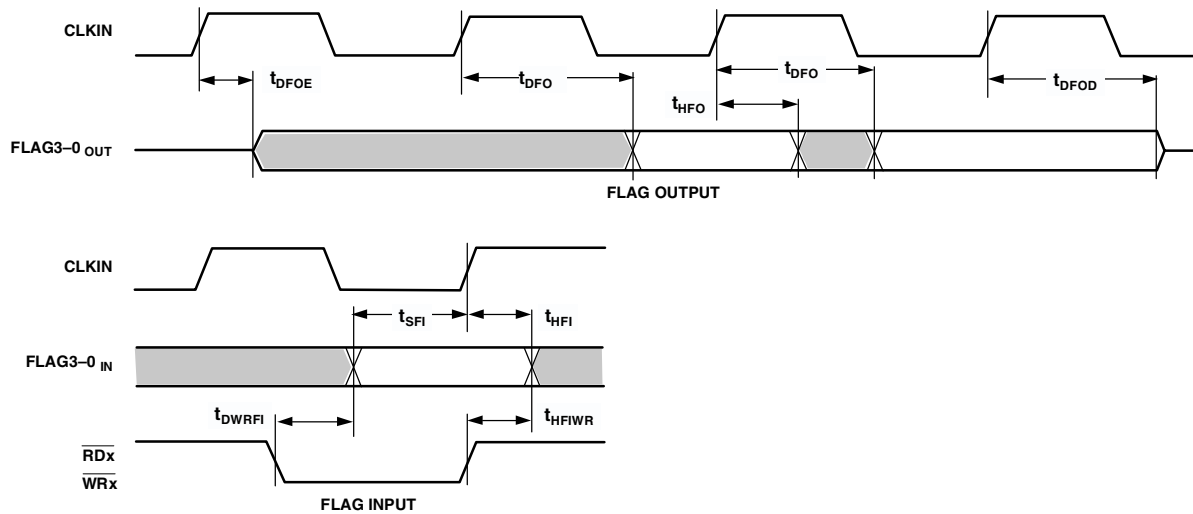 CLKIN
tDFOE
tDFO
tDFO
tHFO
tDFOD
FLAG3–0 OUT
FLAG OUTPUT
CLKIN
tSFI
tHFI
FLAG3–0 IN
tDWRFI
tHFIWR
RDx
WRx
FLAG INPUT